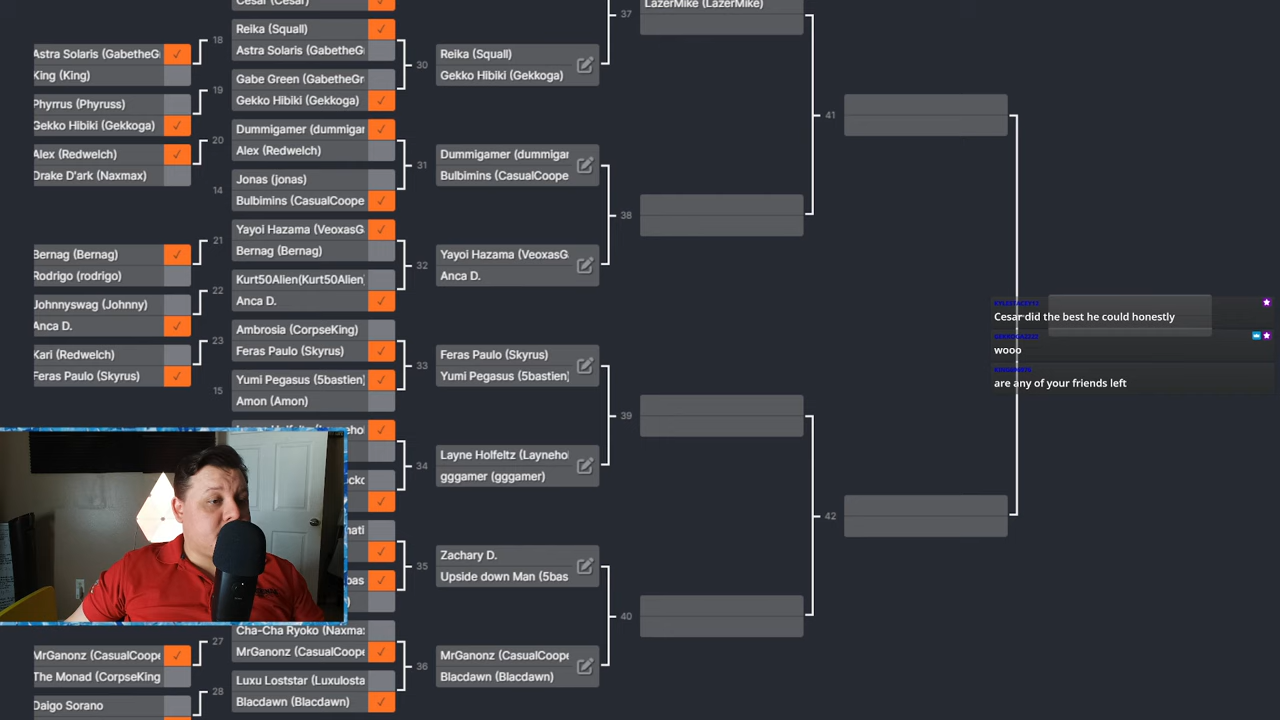 Cesar (Cesar)
37
LazerMike (LazerMike)
Astra Solaris (GabetheG
King (King)
18
Reika (Squall)
Astra Solaris (GabetheG
30
Reika (Squall)
Gekko Hibiki (Gekkoga)
Phyrrus (Phyruss)
Gekko Hibiki (Gekkoga)
19
Gabe Green (GabetheGr
Gekko Hibiki (Gekkoga)
41
Alex (Redwelch)
Drake D'ark (Naxmax)
20
Dummigamer (dummigar
Alex (Redwelch)
31
Dummigamer (dummigar
Bulbimins (CasualCoope
14
Jonas (jonas)
Bulbimins (CasualCoope
38
Bernag (Bernag)
Rodrigo (rodrigo)
21
Yayoi Hazama (VeoxasG
Bernag (Bernag)
32
Yayoi Hazama (VeoxasG
Anca D.
Johnnyswag (Johnny)
Anca D.
22
Kurt50Alien(Kurt50Alien)
Anca D.
Cesar did the best he could honestly
wooo
are any of your friends left
Kari (Redwelch)
Feras Paulo (Skyrus)
23
Ambrosia (CorpseKing)
Feras Paulo (Skyrus)
33
Feras Paulo (Skyrus)
Yumi Pegasus (5bastien)
15
Yumi Pegasus (5bastien)
Amon (Amon)
39
34
Layne Holfeltz (Laynehol
gggamer (gggamer)
42
35
Zachary D.
Upside down Man (5bas
40
MrGanonz (CasualCoope
The Monad (CorpseKing
27
Cha-Cha Ryoko (Naxma
MrGanonz (CasualCoope
36
MrGanonz (CasualCoope
Blacdawn (Blacdawn)
Daigo Sorano
28
Luxu Loststar (Luxulosta
Blacdawn (Blacdawn)